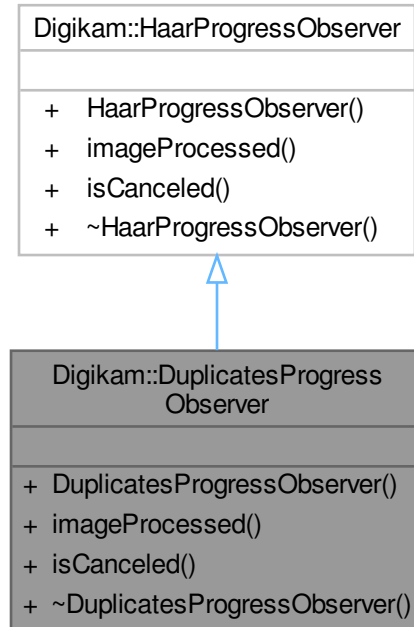 Digikam::HaarProgressObserver
+ HaarProgressObserver()
+ imageProcessed()
+ isCanceled()
+ ~HaarProgressObserver()
Digikam::DuplicatesProgress
Observer
+ DuplicatesProgressObserver()
+ imageProcessed()
+ isCanceled()
+ ~DuplicatesProgressObserver()